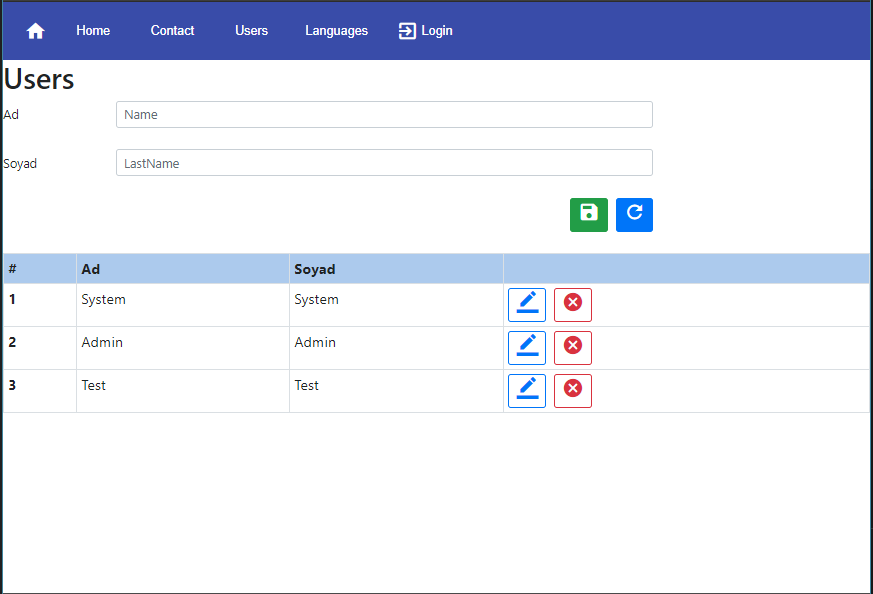 Home Contact Users Languages Login
Users
Ad Name
Soyad LastName
# Ad Soyad
1 System System
2 Admin Admin
3 Test Test